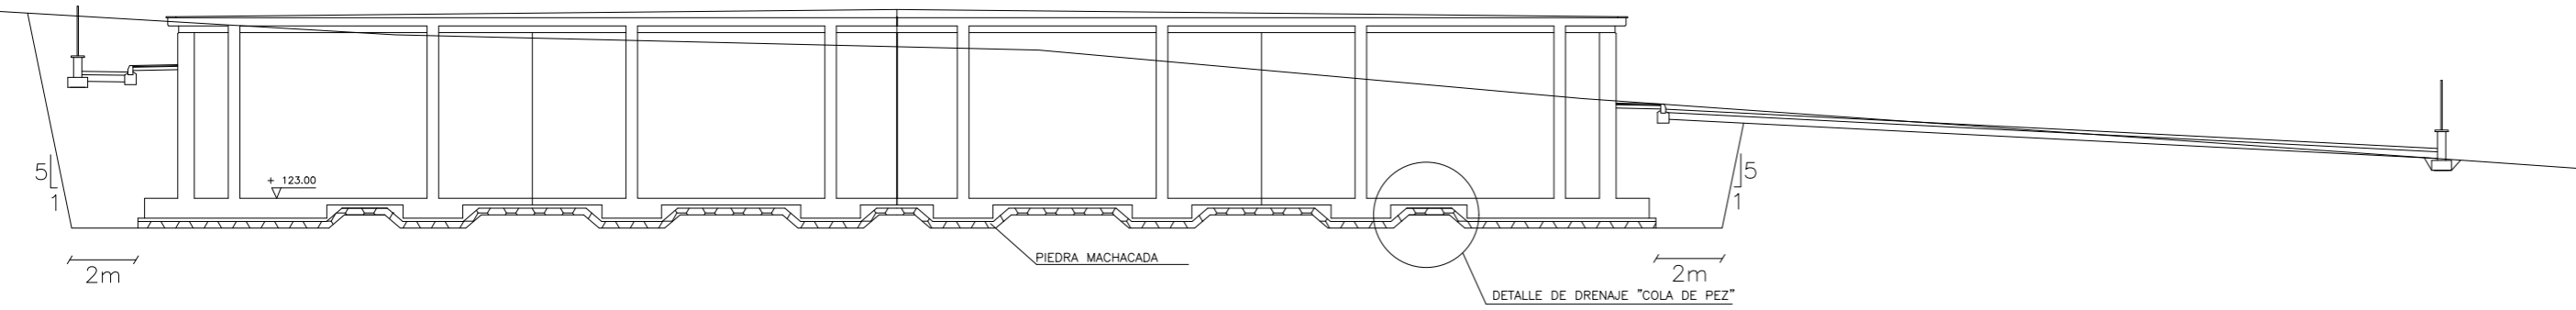 5
1
+ 123.00
5
1
2m
PIEDRA MACHACADA
2m
DETALLE DE DRENAJE "COLA DE PEZ"